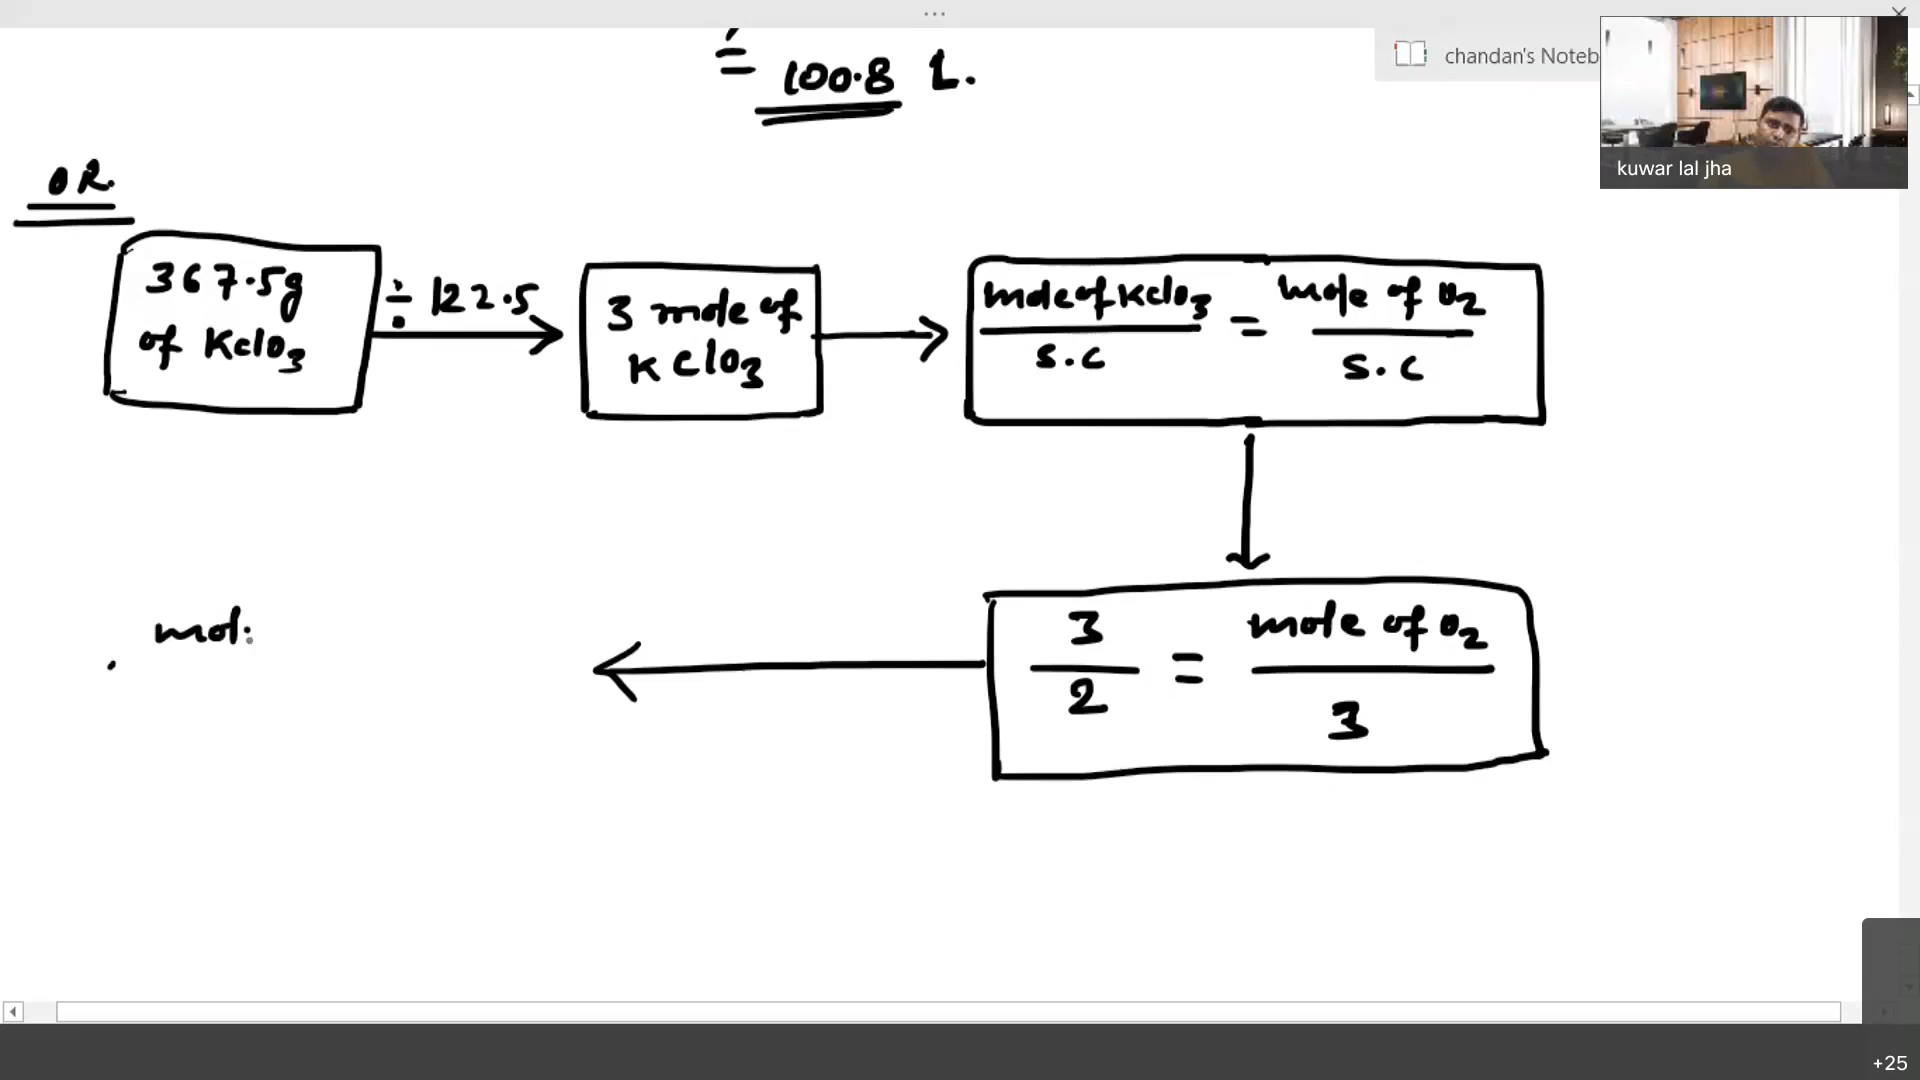 = 100.8 L.
chandan's Noteb
kuwar lal jha
OR.
367.5g
of KClO3
÷ 122.5
3 mole of
KClO3
mole of KClO3 = mole of O2
S.C S.C
3 = mole of O2
2 3
mol
+25